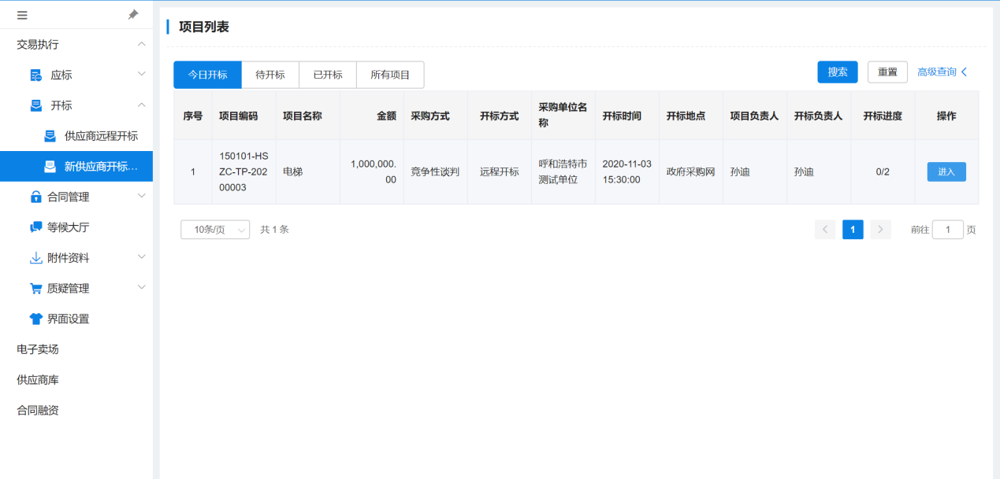 交易执行
应标
开标
供应商远程开标
新供应商开标...
合同管理
等候大厅
附件资料
质疑管理
界面设置
电子卖场
供应商库
合同融资
项目列表
今日开标 待开标 已开标 所有项目
搜索 重置 高级查询
序号 项目编码 项目名称 金额 采购方式 开标方式 采购单位名称 开标时间 开标地点 项目负责人 开标负责人 开标进度 操作
1 150101-HSZC-TP-20200003 电梯 1,000,000.00 竞争性谈判 远程开标 呼和浩特市测试单位 2020-11-03 15:30:00 政府采购网 孙迪 孙迪 0/2 进入
10条/页 共 1 条 1 前往 1 页